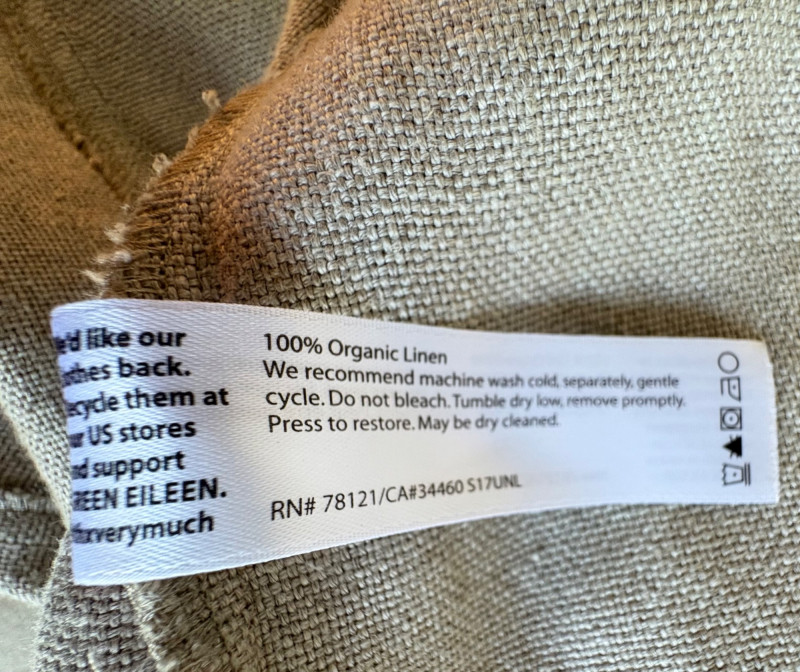 like our
back.
them at
US stores
support
EILEEN.
100% Organic Linen
We recommend machine wash cold, separately, gentle
cycle. Do not bleach. Tumble dry low, remove promptly.
Press to restore. May be dry cleaned.
RN# 78121/CA#34460 S17UNL